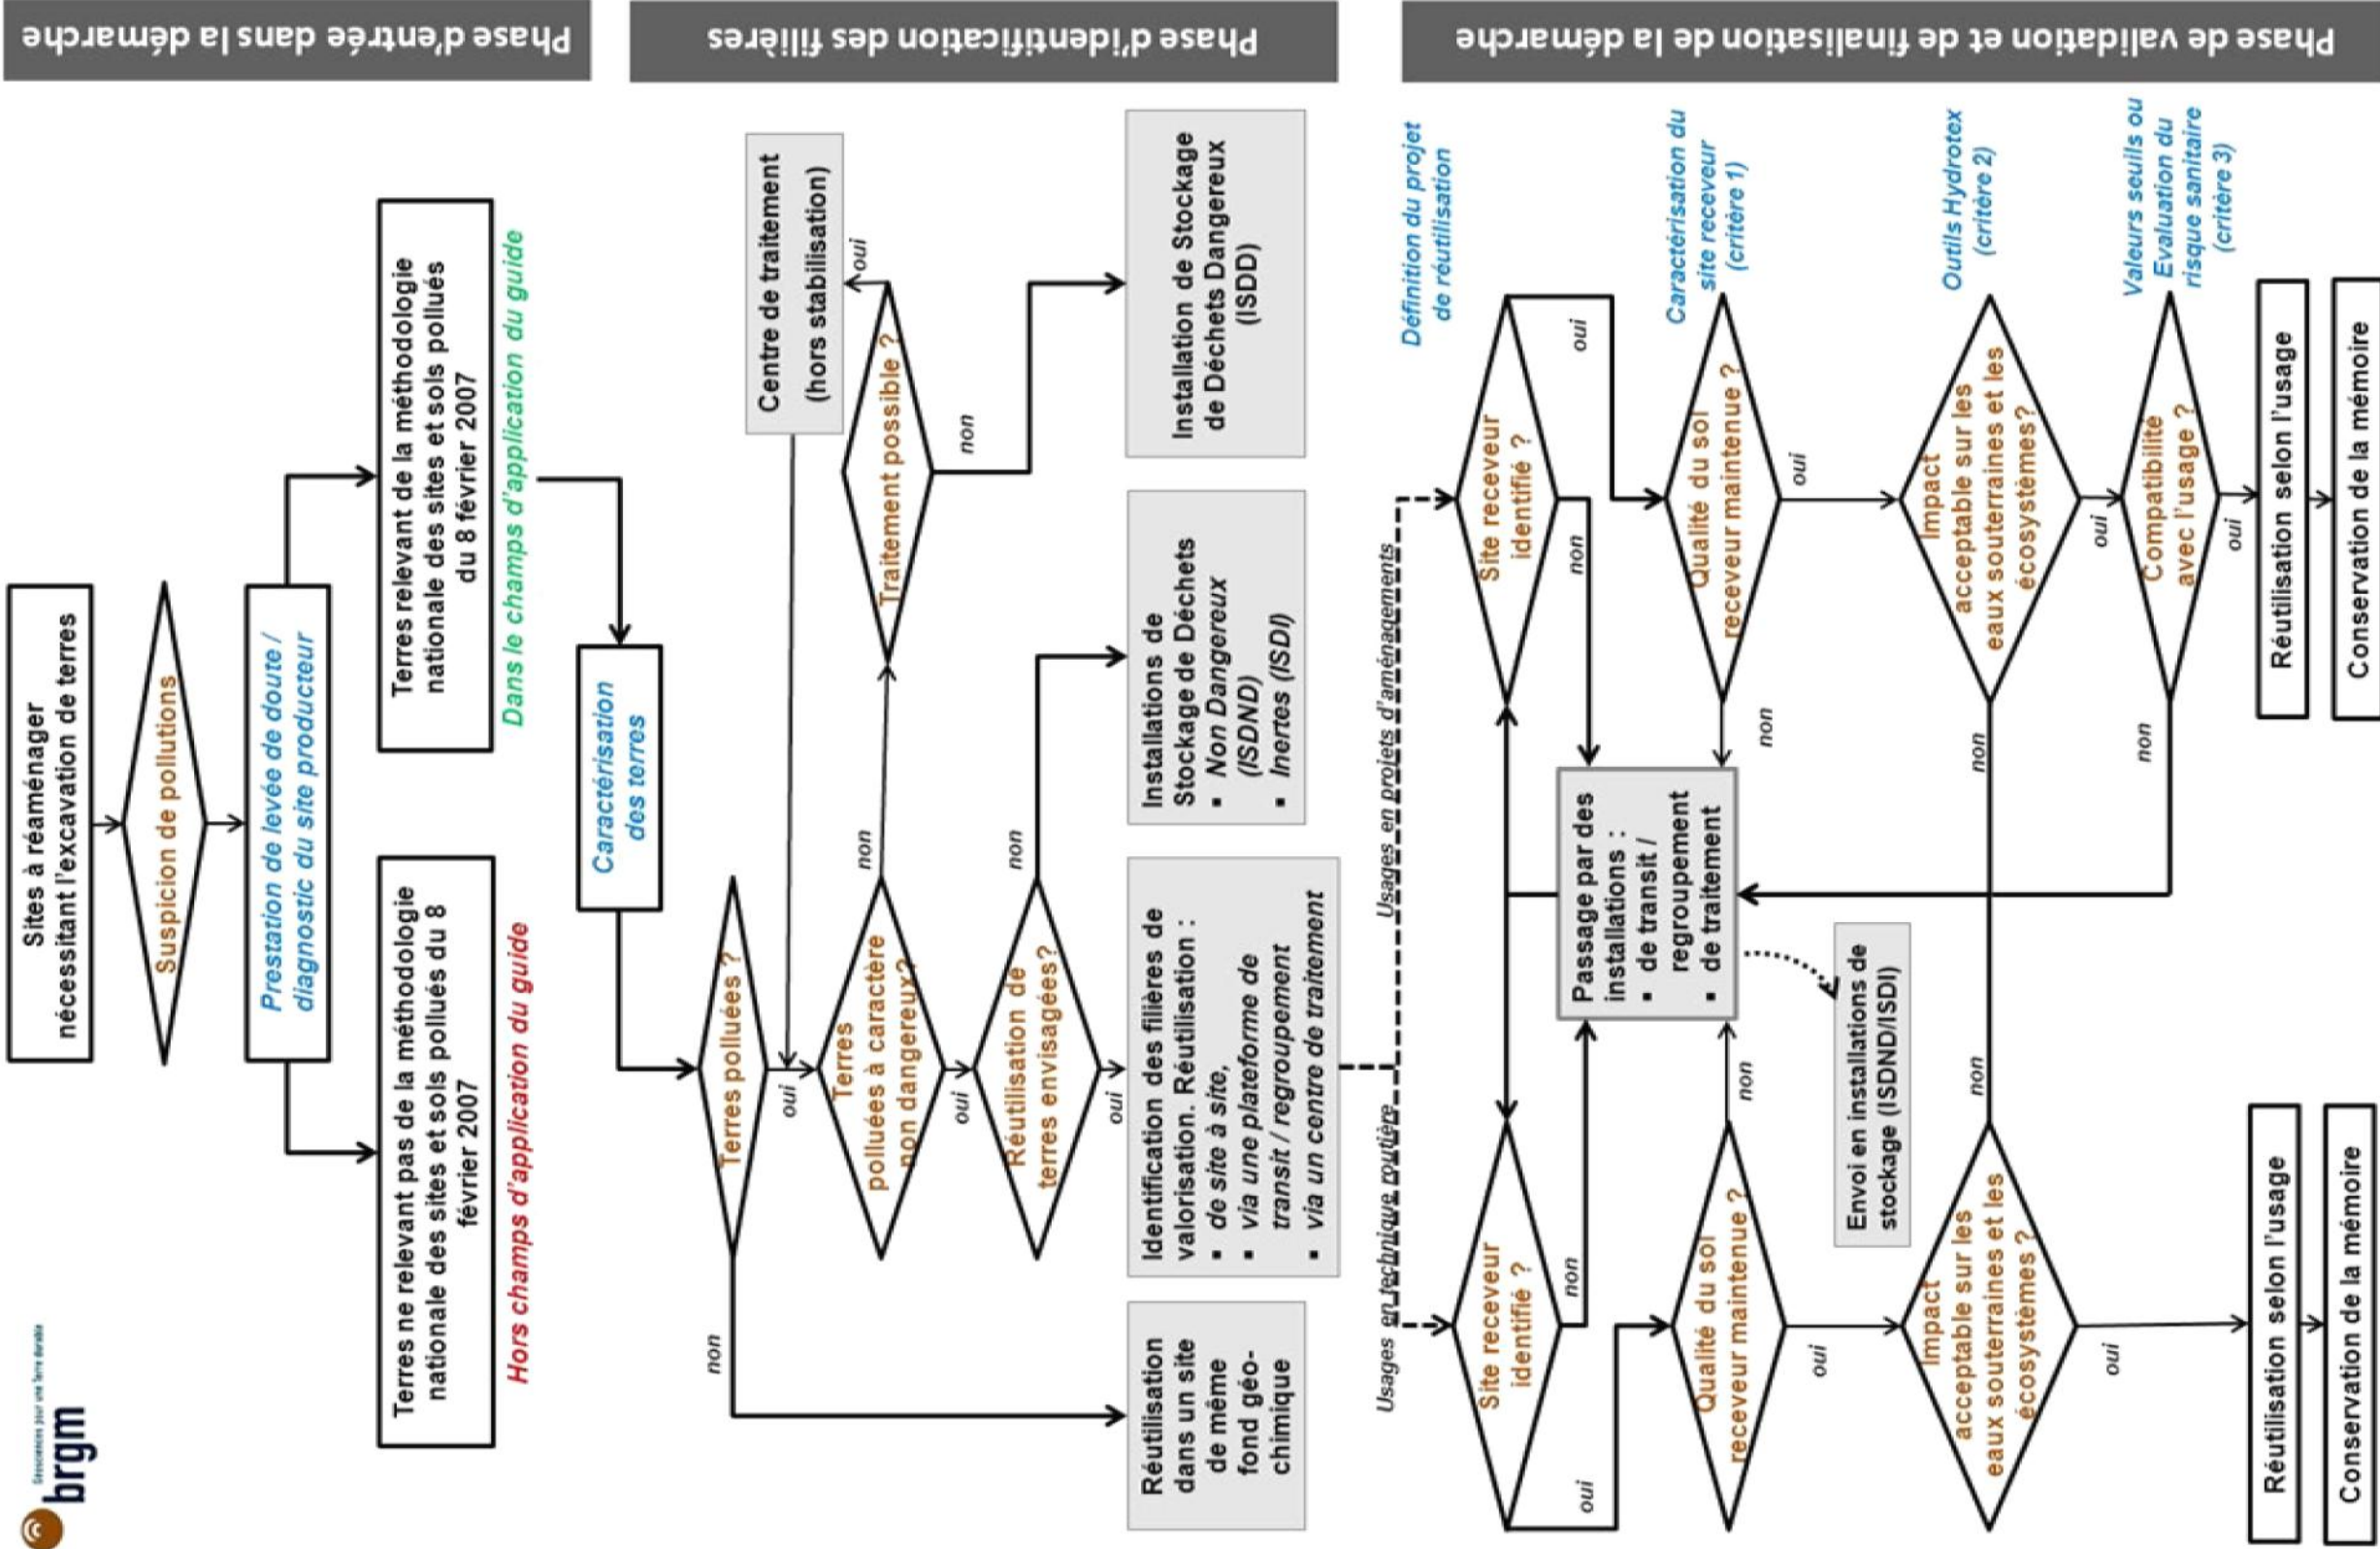 Géosciences pour une Terre durable
brgm
Sites à réaménager
nécessitant l'excavation de terres
Suspicion de pollutions
Prestation de levée de doute /
diagnostic du site producteur
Terres ne relevant pas de la méthodologie
nationale des sites et sols pollués du 8
février 2007
Hors champs d'application du guide
Terres relevant de la méthodologie
nationale des sites et sols pollués
du 8 février 2007
Dans le champs d'application du guide
Phase d'entrée dans la démarche
Caractérisation
des terres
Terres polluées ?
non
oui
Centre de traitement
(hors stabilisation)
Terres
polluées à caractère
non dangereux?
non
oui
Traitement possible ?
oui
non
Réutilisation de
terres envisagées?
non
oui
Réutilisation
dans un site
de même
fond géo-
chimique
Identification des filières de
valorisation. Réutilisation :
▪ de site à site,
▪ via une plateforme de
transit / regroupement
▪ via un centre de traitement
Installations de
Stockage de Déchets
▪ Non Dangereux
(ISDND)
▪ Inertes (ISDI)
Installation de Stockage
de Déchets Dangereux
(ISDD)
Phase d'identification des filières
Usages en technique routière
Usages en projets d'aménagements
Définition du projet
de réutilisation
Site receveur
identifié ?
non
oui
Site receveur
identifié ?
non
oui
Passage par des
installations :
▪ de transit /
regroupement
▪ de traitement
Caractérisation du
site receveur
(critère 1)
Qualité du sol
receveur maintenue ?
non
oui
Qualité du sol
receveur maintenue ?
non
oui
Envoi en installations de
stockage (ISDND/ISDI)
Outils Hydrotex
(critère 2)
Impact
acceptable sur les
eaux souterraines et les
écosystèmes ?
non
oui
Impact
acceptable sur les
eaux souterraines et les
écosystèmes?
non
oui
Valeurs seuils ou
Evaluation du
risque sanitaire
(critère 3)
Compatibilité
avec l'usage ?
non
oui
Réutilisation selon l'usage
Conservation de la mémoire
Réutilisation selon l'usage
Conservation de la mémoire
Phase de validation et de finalisation de la démarche